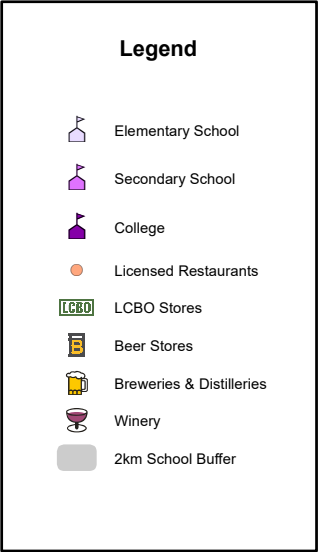 Legend
Elementary School
Secondary School
College
Licensed Restaurants
LCBO LCBO Stores
B Beer Stores
Breweries & Distilleries
Winery
2km School Buffer